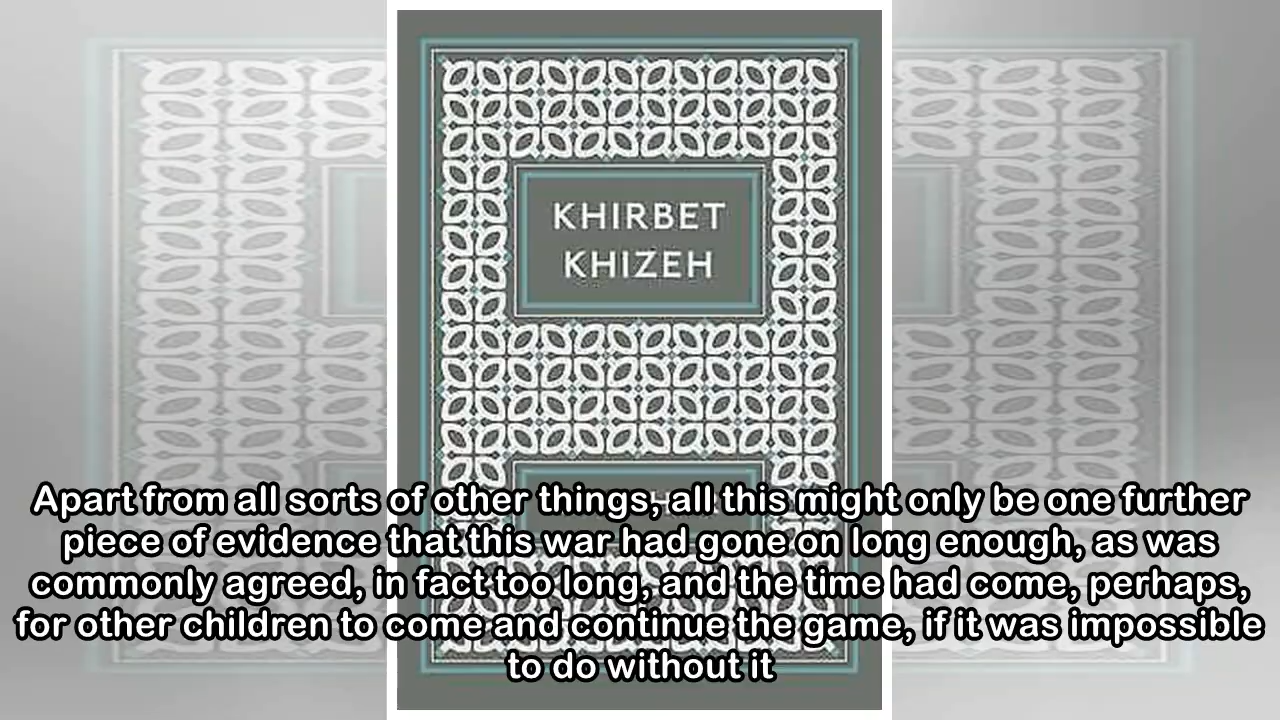 KHIRBET
KHIZEH
Apart from all sorts of other things, all this might only be one further
piece of evidence that this war had gone on long enough, as was
commonly agreed, in fact too long, and the time had come, perhaps,
for other children to come and continue the game, if it was impossible
to do without it